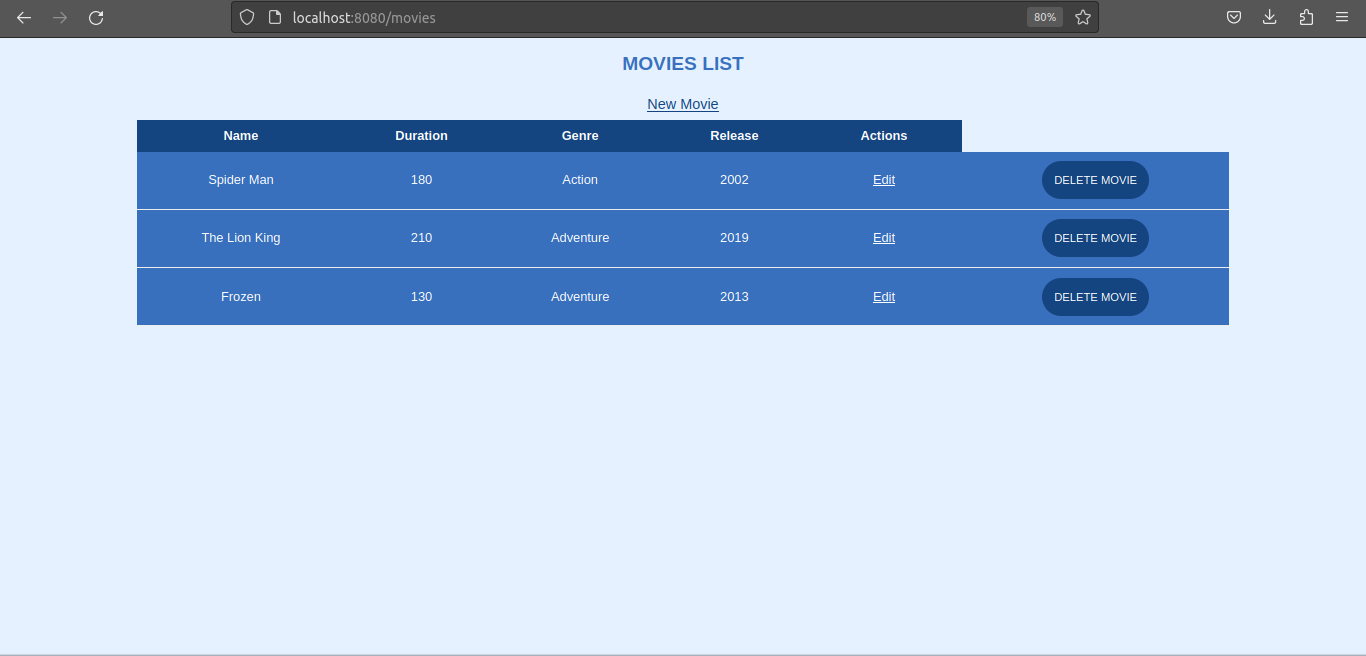 localhost:8080/movies 80%
MOVIES LIST
New Movie
Name Duration Genre Release Actions
Spider Man 180 Action 2002 Edit DELETE MOVIE
The Lion King 210 Adventure 2019 Edit DELETE MOVIE
Frozen 130 Adventure 2013 Edit DELETE MOVIE